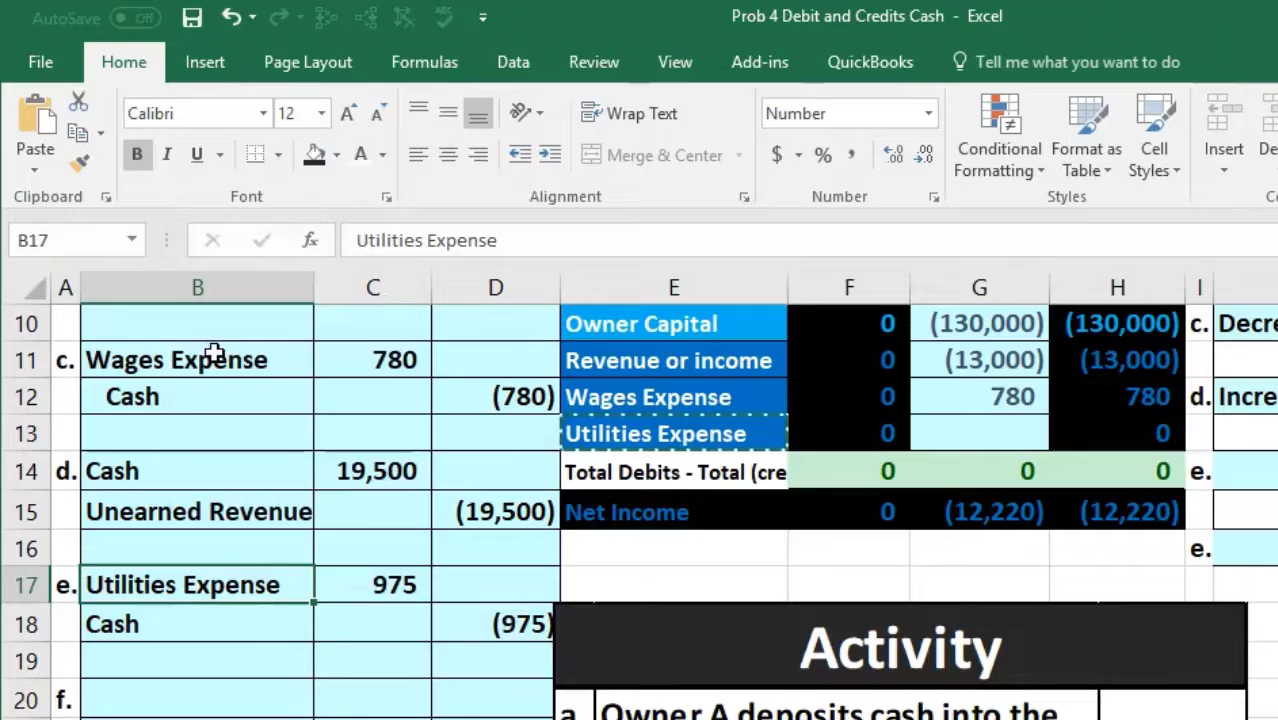 AutoSave Off Prob 4 Debit and Credits Cash - Excel
File Home Insert Page Layout Formulas Data Review View Add-ins QuickBooks Tell me what you want to do
Calibri 12 A A Wrap Text Number
Paste B I U A Merge & Center $ % , Conditional Formatting Format as Table Cell Styles Insert
Clipboard Font Alignment Number Styles
B17 fx Utilities Expense
A B C D E F G H I
10 Owner Capital 0 (130,000) (130,000) c. Decre
11 c. Wages Expense 780 Revenue or income 0 (13,000) (13,000)
12 Cash (780) Wages Expense 0 780 780 d. Incre
13 Utilities Expense 0 0
14 d. Cash 19,500 Total Debits - Total (cre 0 0 0 e.
15 Unearned Revenue (19,500) Net Income 0 (12,220) (12,220)
16 e.
17 e. Utilities Expense 975
18 Cash (975)
Activity
19
20 f.
a Owner A deposits cash into the